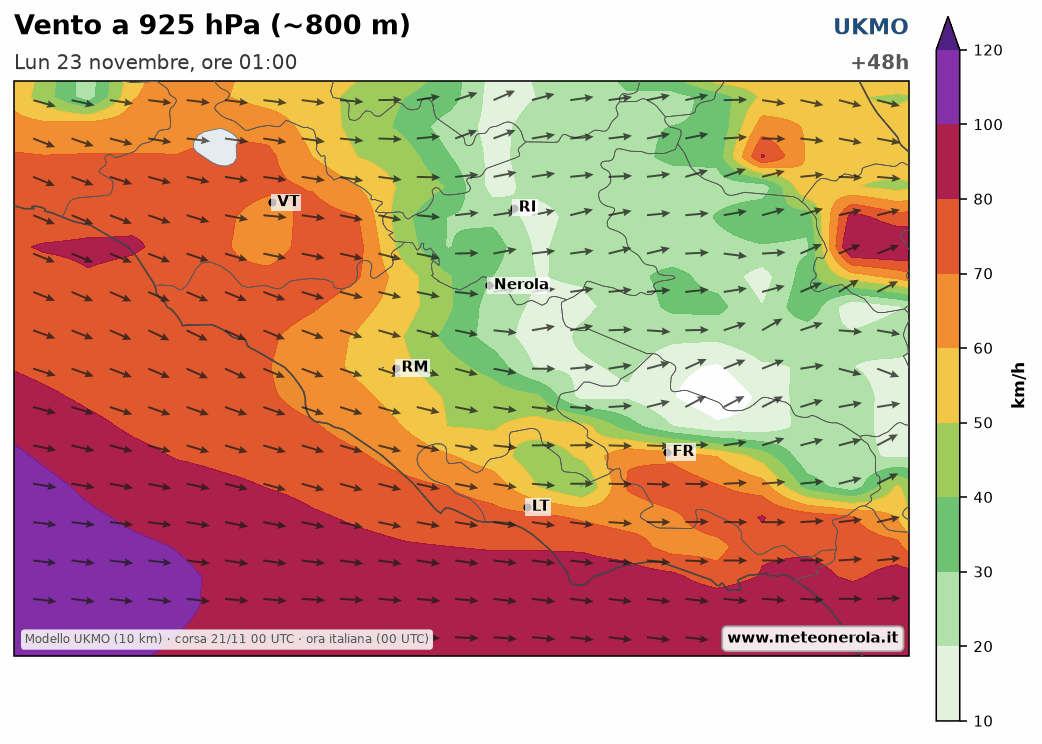 Vento a 925 hPa (~800 m)
UKMO
Lun 23 novembre, ore 01:00
+48h
VT
RI
Nerola
RM
FR
LT
120
100
80
70
60
50
40
30
20
10
km/h
Modello UKMO (10 km) · corsa 21/11 00 UTC · ora italiana (00 UTC)
www.meteonerola.it